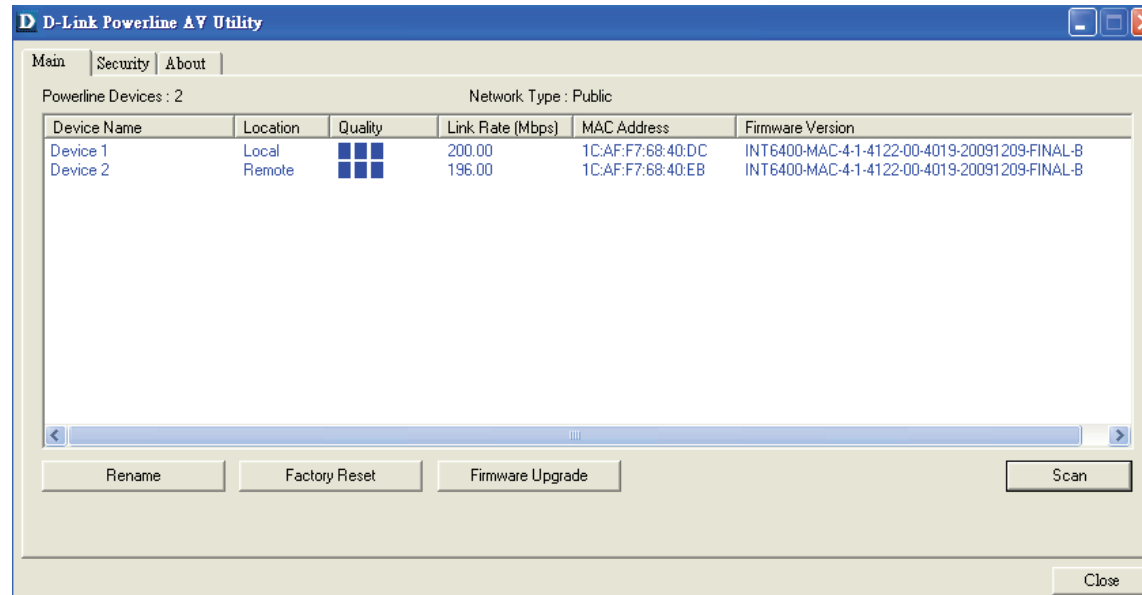 D D-Link Powerline AV Utility
Main Security About
Powerline Devices : 2 Network Type : Public
Device Name Location Quality Link Rate (Mbps) MAC Address Firmware Version
Device 1 Local 200.00 1C:AF:F7:68:40:DC INT6400-MAC-4-1-4122-00-4019-20091209-FINAL-B
Device 2 Remote 196.00 1C:AF:F7:68:40:EB INT6400-MAC-4-1-4122-00-4019-20091209-FINAL-B
Rename Factory Reset Firmware Upgrade Scan
Close